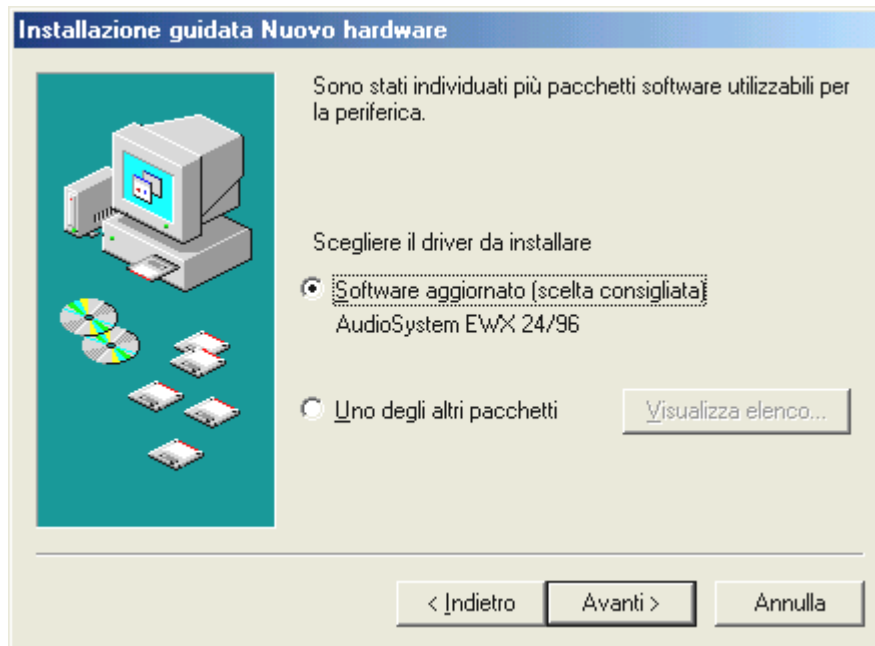 Installazione guidata Nuovo hardware
Sono stati individuati più pacchetti software utilizzabili per
la periferica.
Scegliere il driver da installare
Software aggiornato (scelta consigliata)
AudioSystem EWX 24/96
Uno degli altri pacchetti
Visualizza elenco...
< Indietro
Avanti >
Annulla